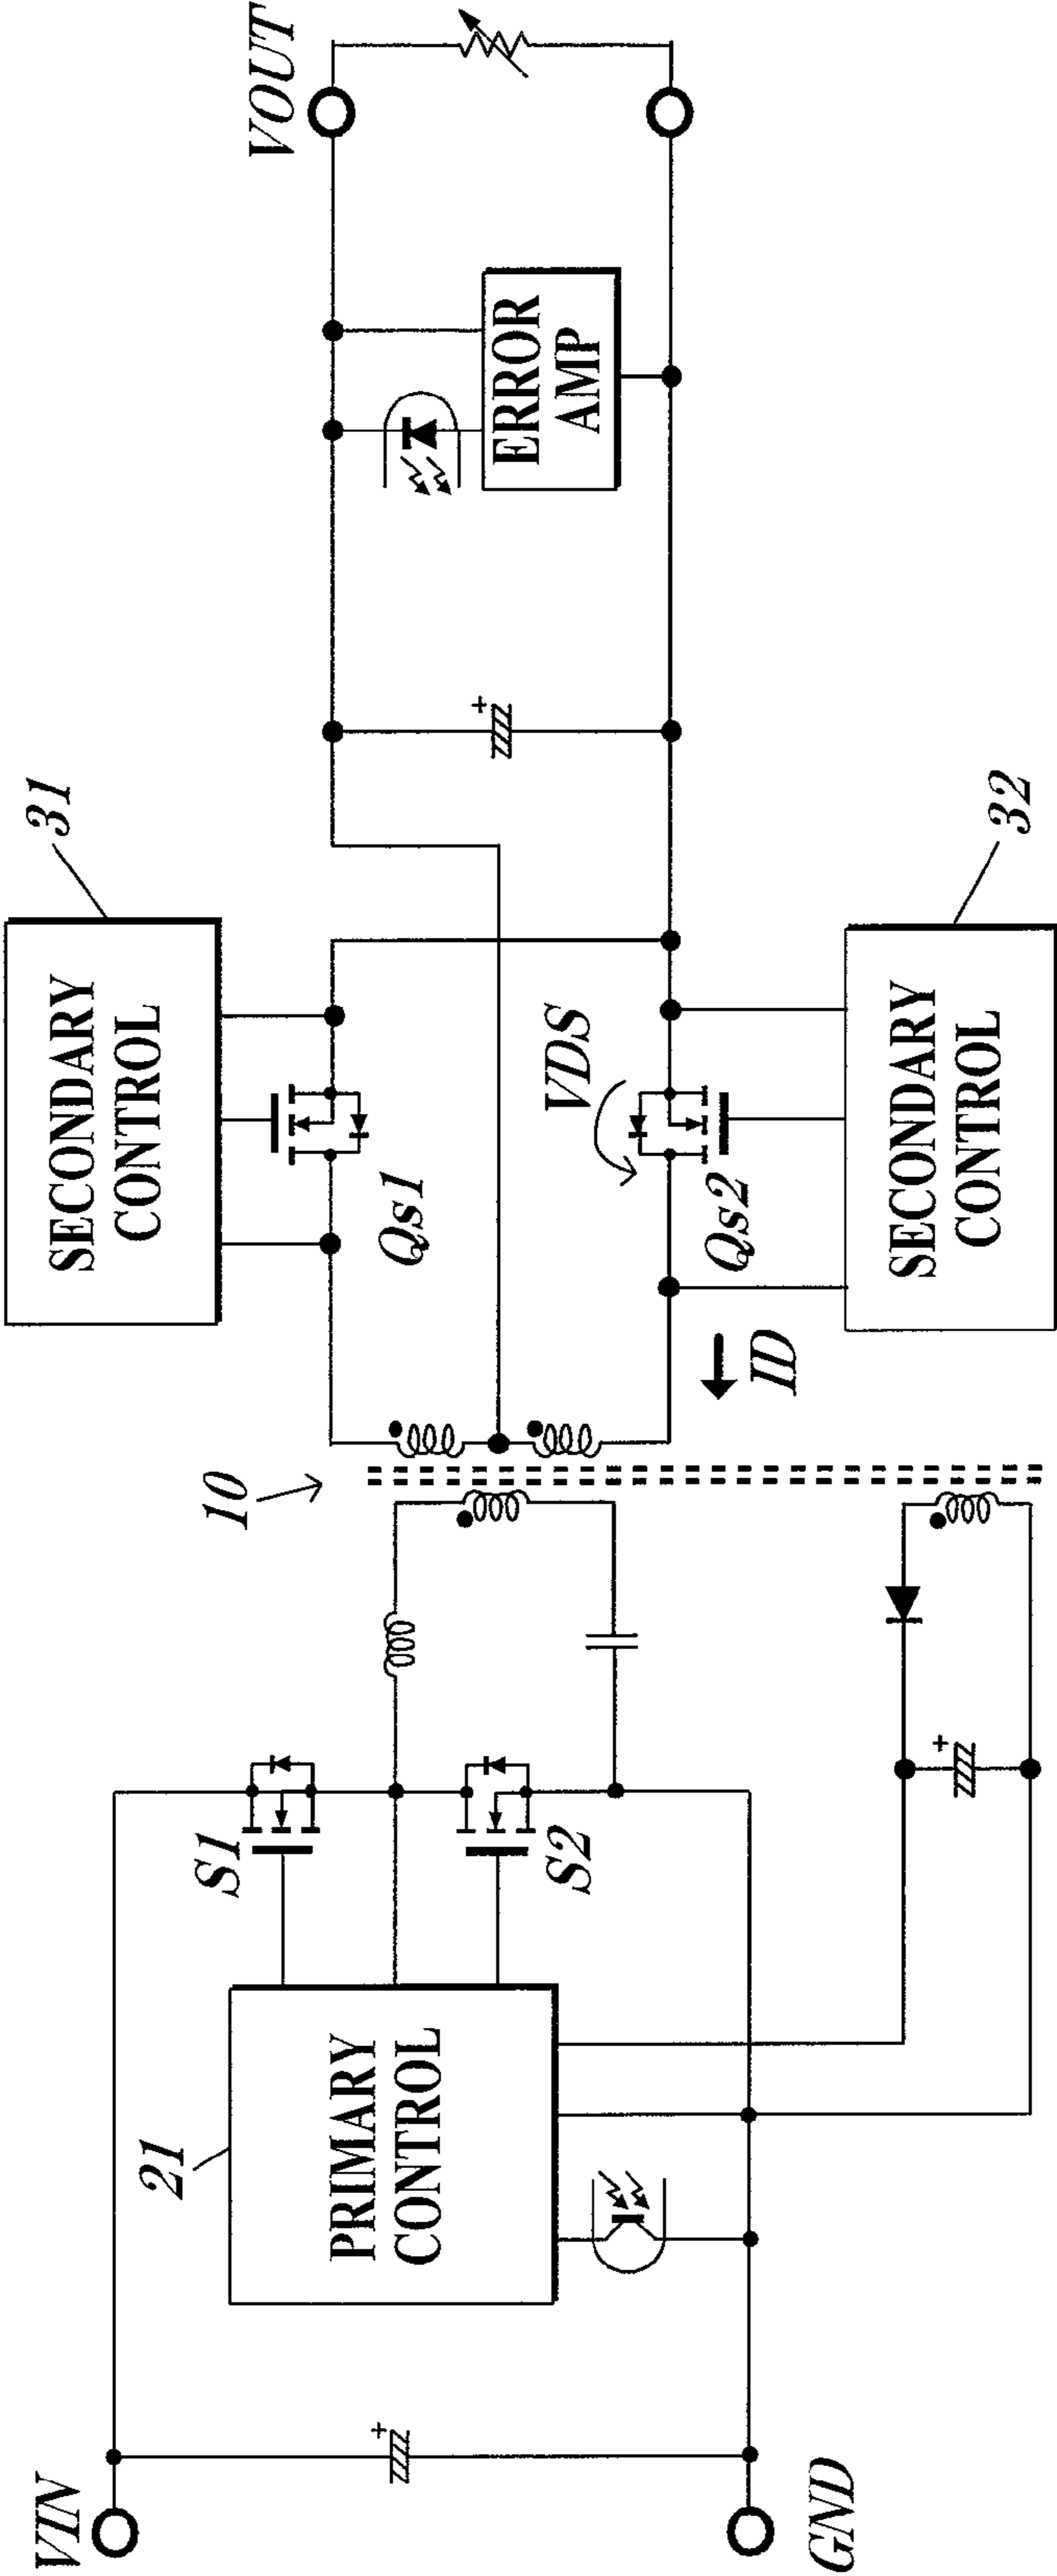 VIN
GND
21
PRIMARY
CONTROL
S1
S2
+
+
10
31
SECONDARY
CONTROL
Qs1
VDS
Qs2
ID
SECONDARY
CONTROL
32
+
ERROR
AMP
VOUT